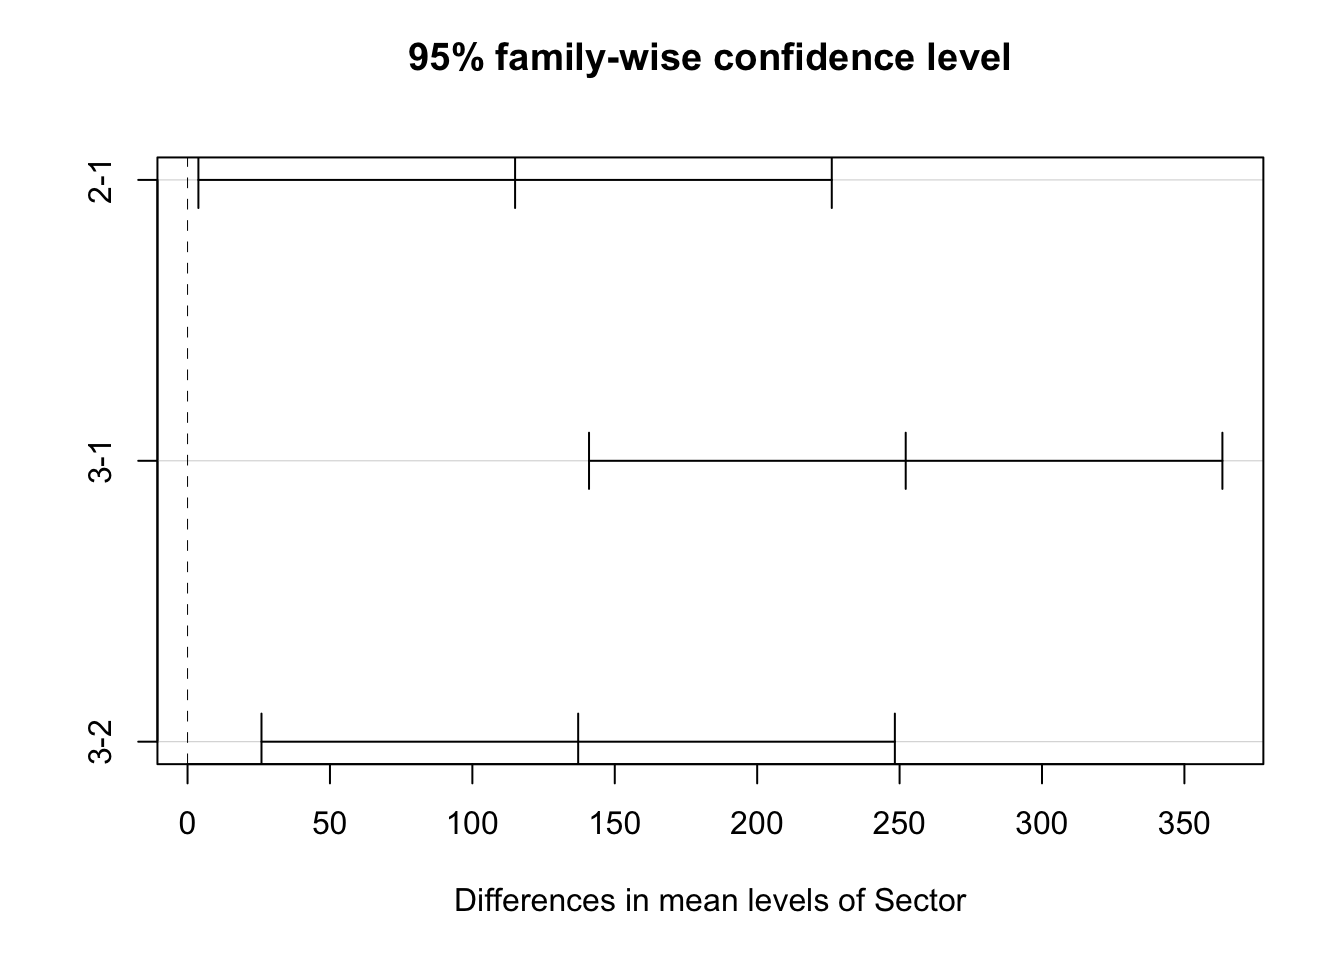 95% family-wise confidence level
2-1
3-1
3-2
0 50 100 150 200 250 300 350
Differences in mean levels of Sector